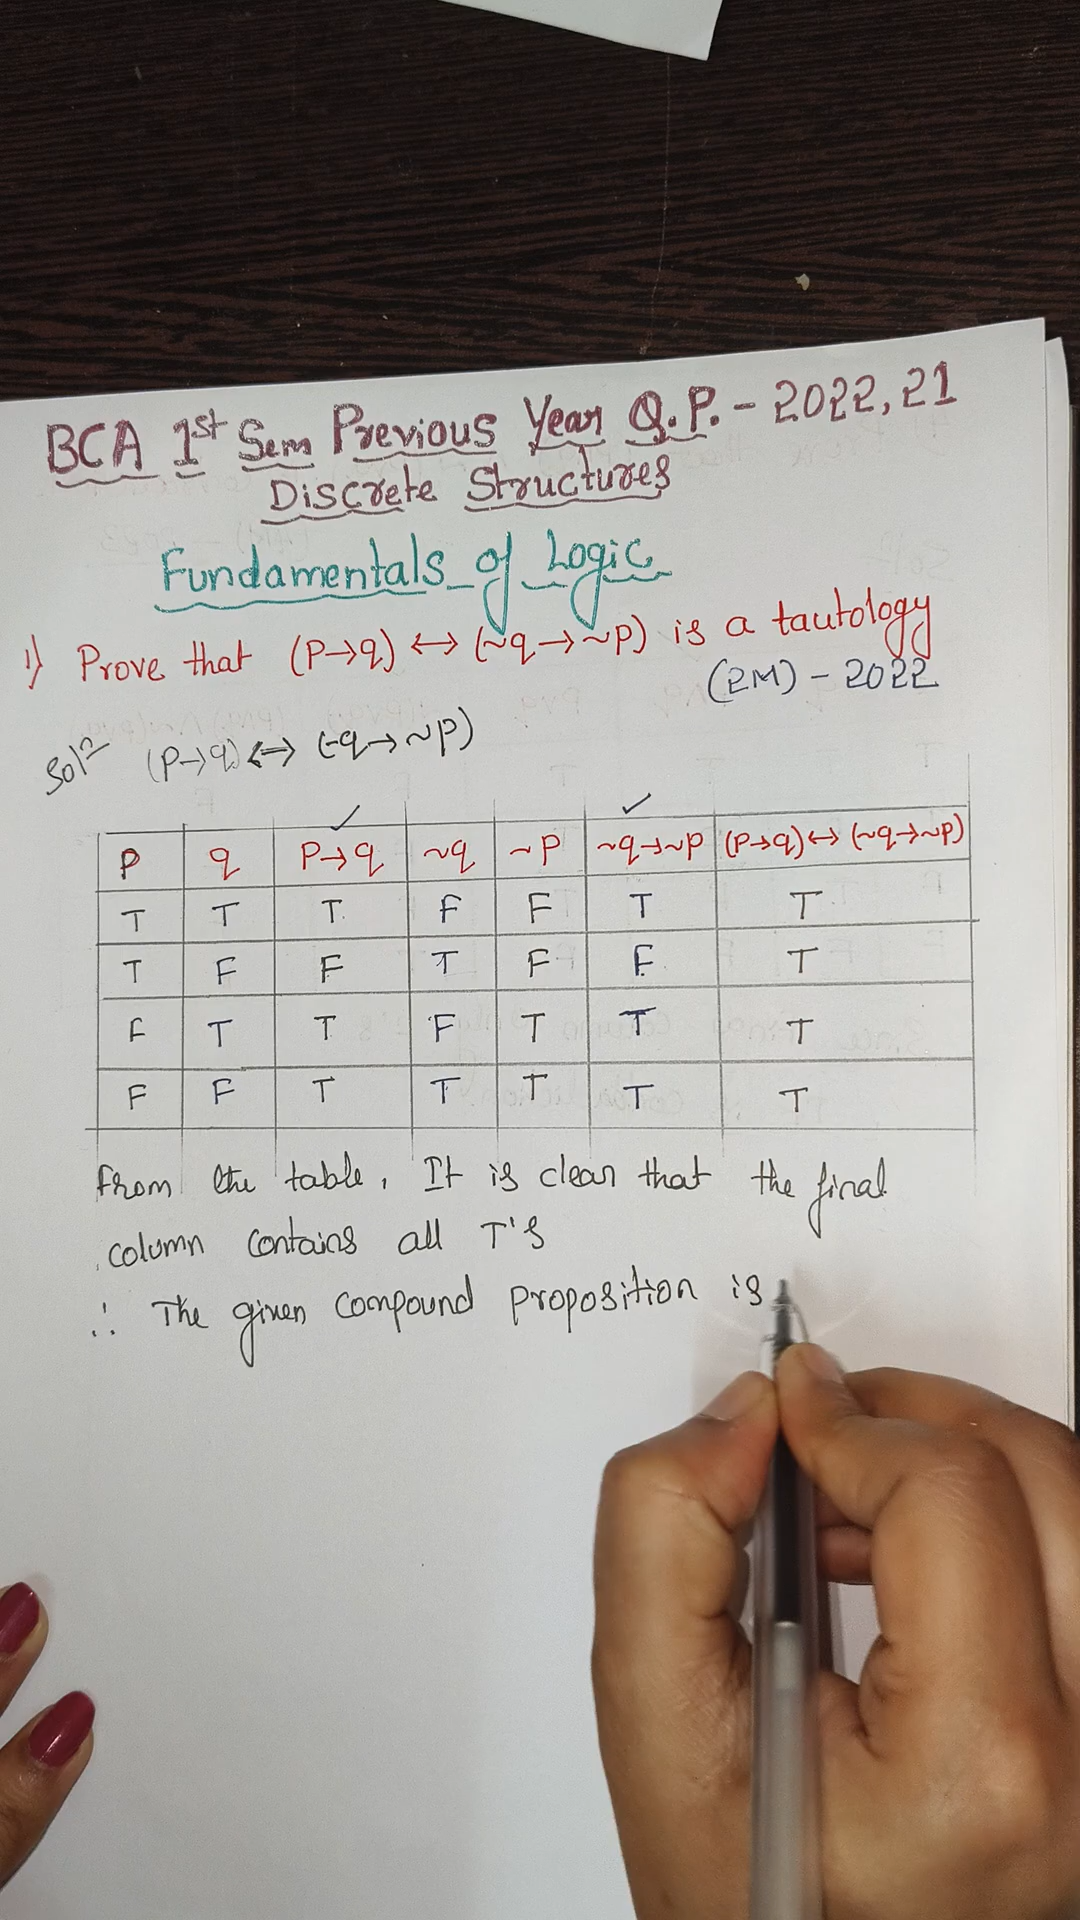 BCA 1st Sem Previous Year Q.P. - 2022, 21
Discrete Structures
Fundamentals of Logic
1) Prove that (P→q) ↔ (~q→~p) is a tautology
(2M) - 2022
Solⁿ (P→q) ↔ (~q→~p)
P q P→q ~q ~P ~q→~p (P→q)↔(~q→~p)
T T T F F T T
T F F T F F T
F T T F T T T
F F T T T T T
From the table, It is clear that the final
column contains all T's
∴ The given compound proposition is